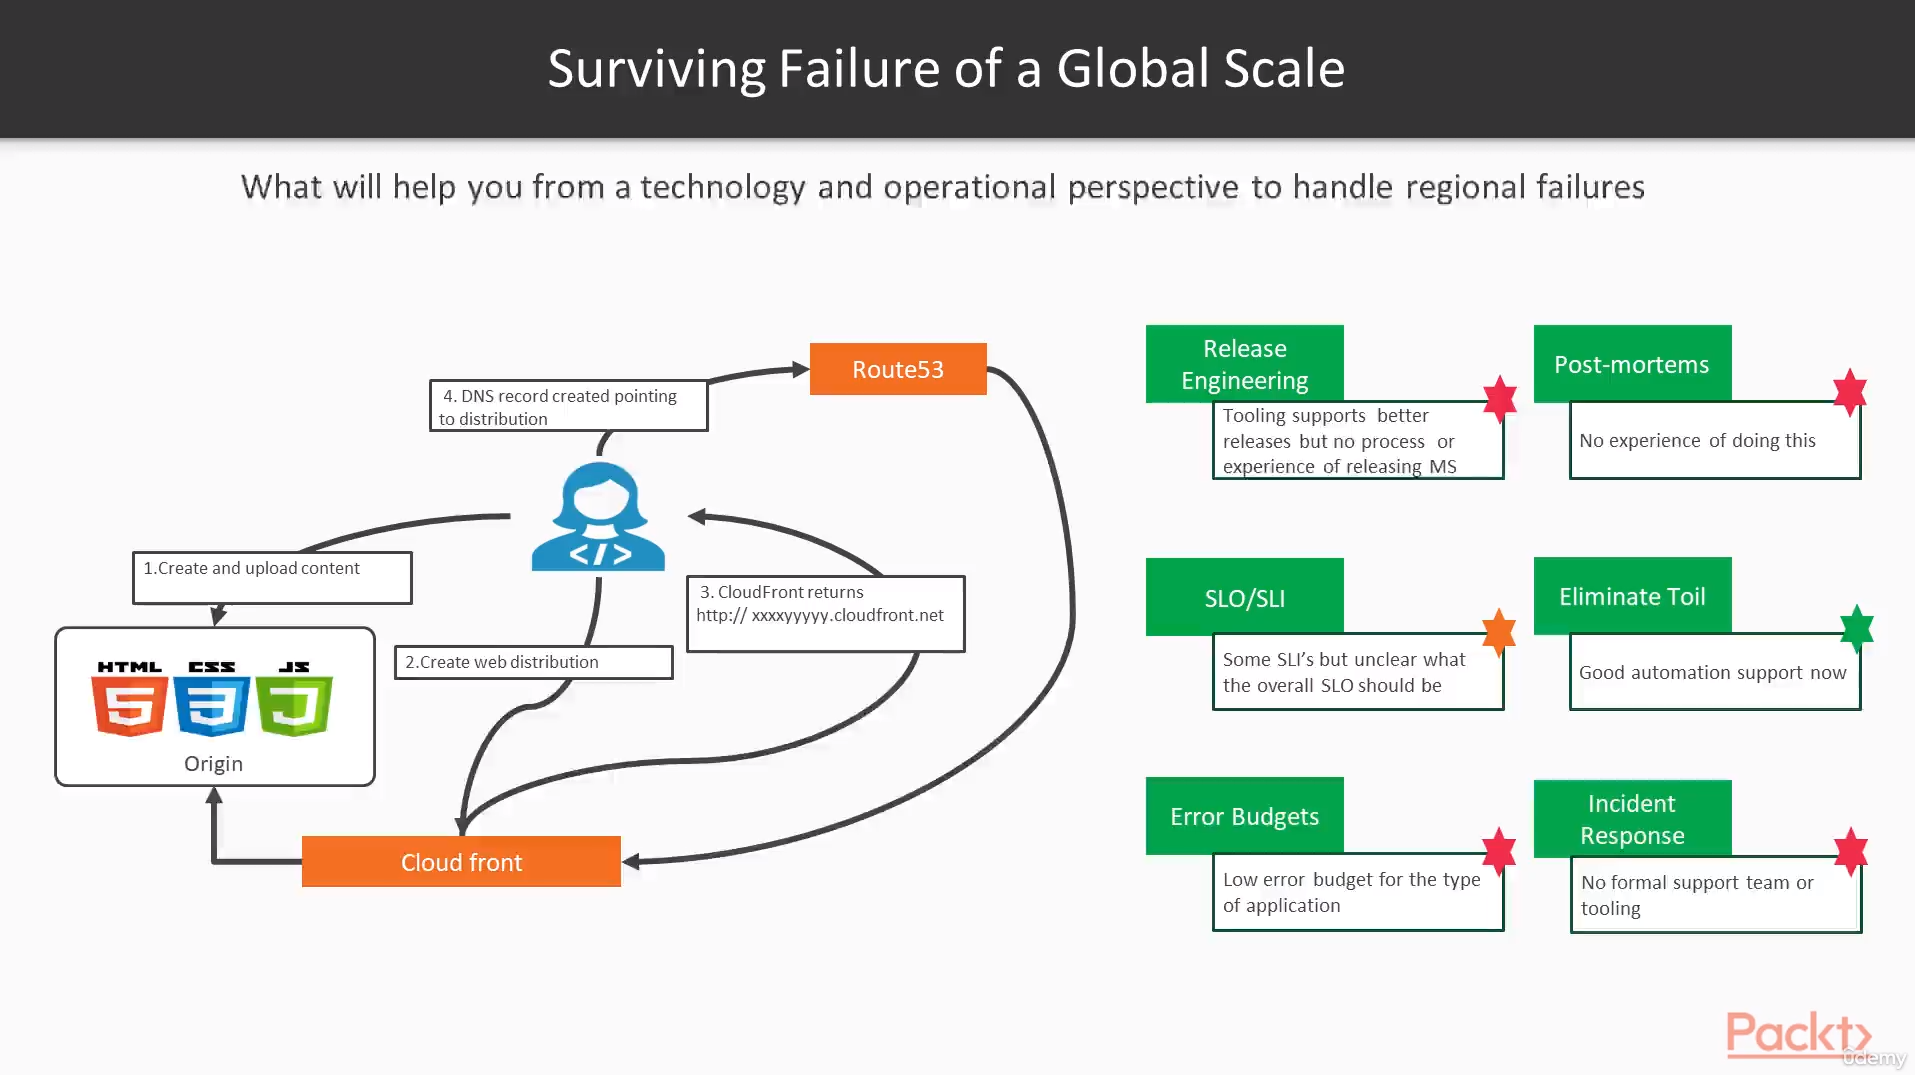 Surviving Failure of a Global Scale
What will help you from a technology and operational perspective to handle regional failures
Route53
4. DNS record created pointing
to distribution
</>
1.Create and upload content
3. CloudFront returns
http:// xxxxyyyyy.cloudfront.net
2.Create web distribution
HTML CSS JS
5 3 J
Origin
Cloud front
Release
Engineering
Tooling supports better
releases but no process or
experience of releasing MS
Post-mortems
No experience of doing this
SLO/SLI
Some SLI's but unclear what
the overall SLO should be
Eliminate Toil
Good automation support now
Error Budgets
Low error budget for the type
of application
Incident
Response
No formal support team or
tooling
Packt>
ûdemy